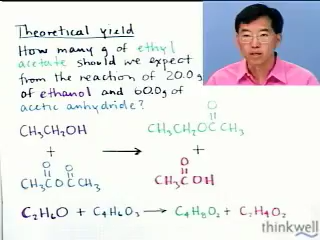 Theoretical yield
How many g of ethyl
acetate should we expect
from the reaction of 20.0 g
of ethanol and 60.0 g of
acetic anhydride?
O
CH₃CH₂OH CH₃CH₂OCCH₃
+ → +
O O O
CH₃COCCH₃ CH₃COH
C₂H₆O + C₄H₆O₃ → C₄H₈O₂ + C₂H₄O₂
thinkwell